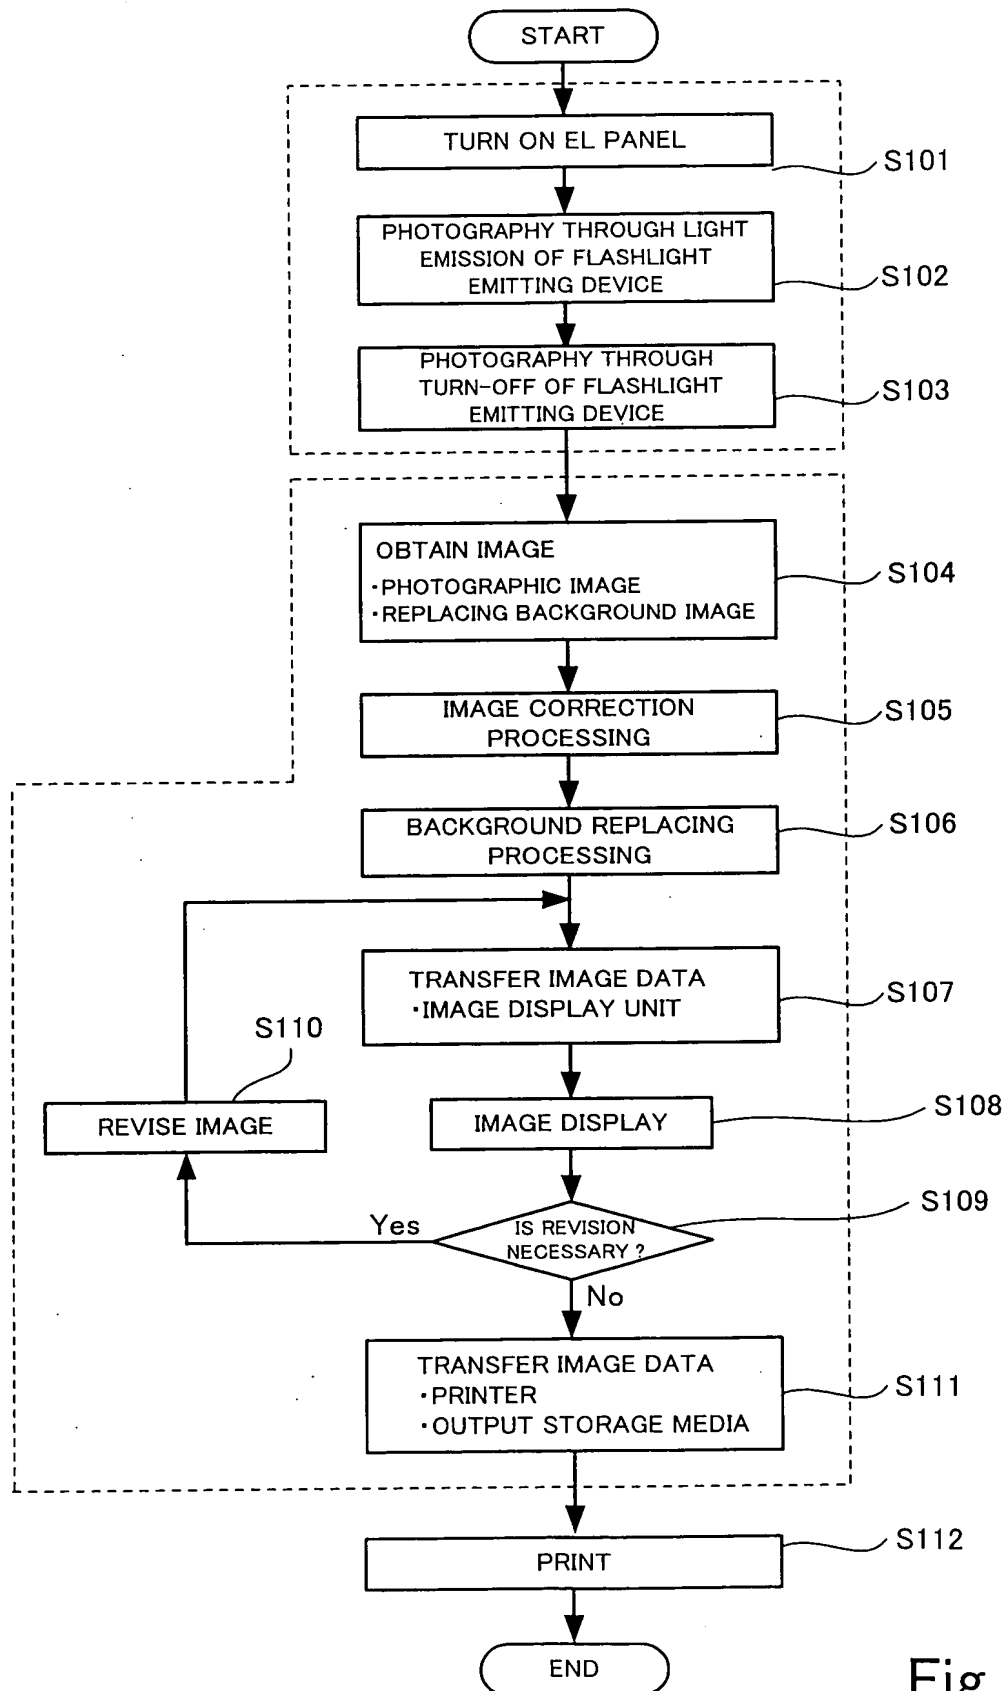 START
TURN ON EL PANEL
S101
PHOTOGRAPHY THROUGH LIGHT
EMISSION OF FLASHLIGHT
EMITTING DEVICE
S102
PHOTOGRAPHY THROUGH
TURN-OFF OF FLASHLIGHT
EMITTING DEVICE
S103
OBTAIN IMAGE
・PHOTOGRAPHIC IMAGE
・REPLACING BACKGROUND IMAGE
S104
IMAGE CORRECTION
PROCESSING
S105
BACKGROUND REPLACING
PROCESSING
S106
TRANSFER IMAGE DATA
・IMAGE DISPLAY UNIT
S107
S110
REVISE IMAGE
IMAGE DISPLAY
S108
IS REVISION
NECESSARY ?
S109
Yes
No
TRANSFER IMAGE DATA
・PRINTER
・OUTPUT STORAGE MEDIA
S111
PRINT
S112
END
Fig